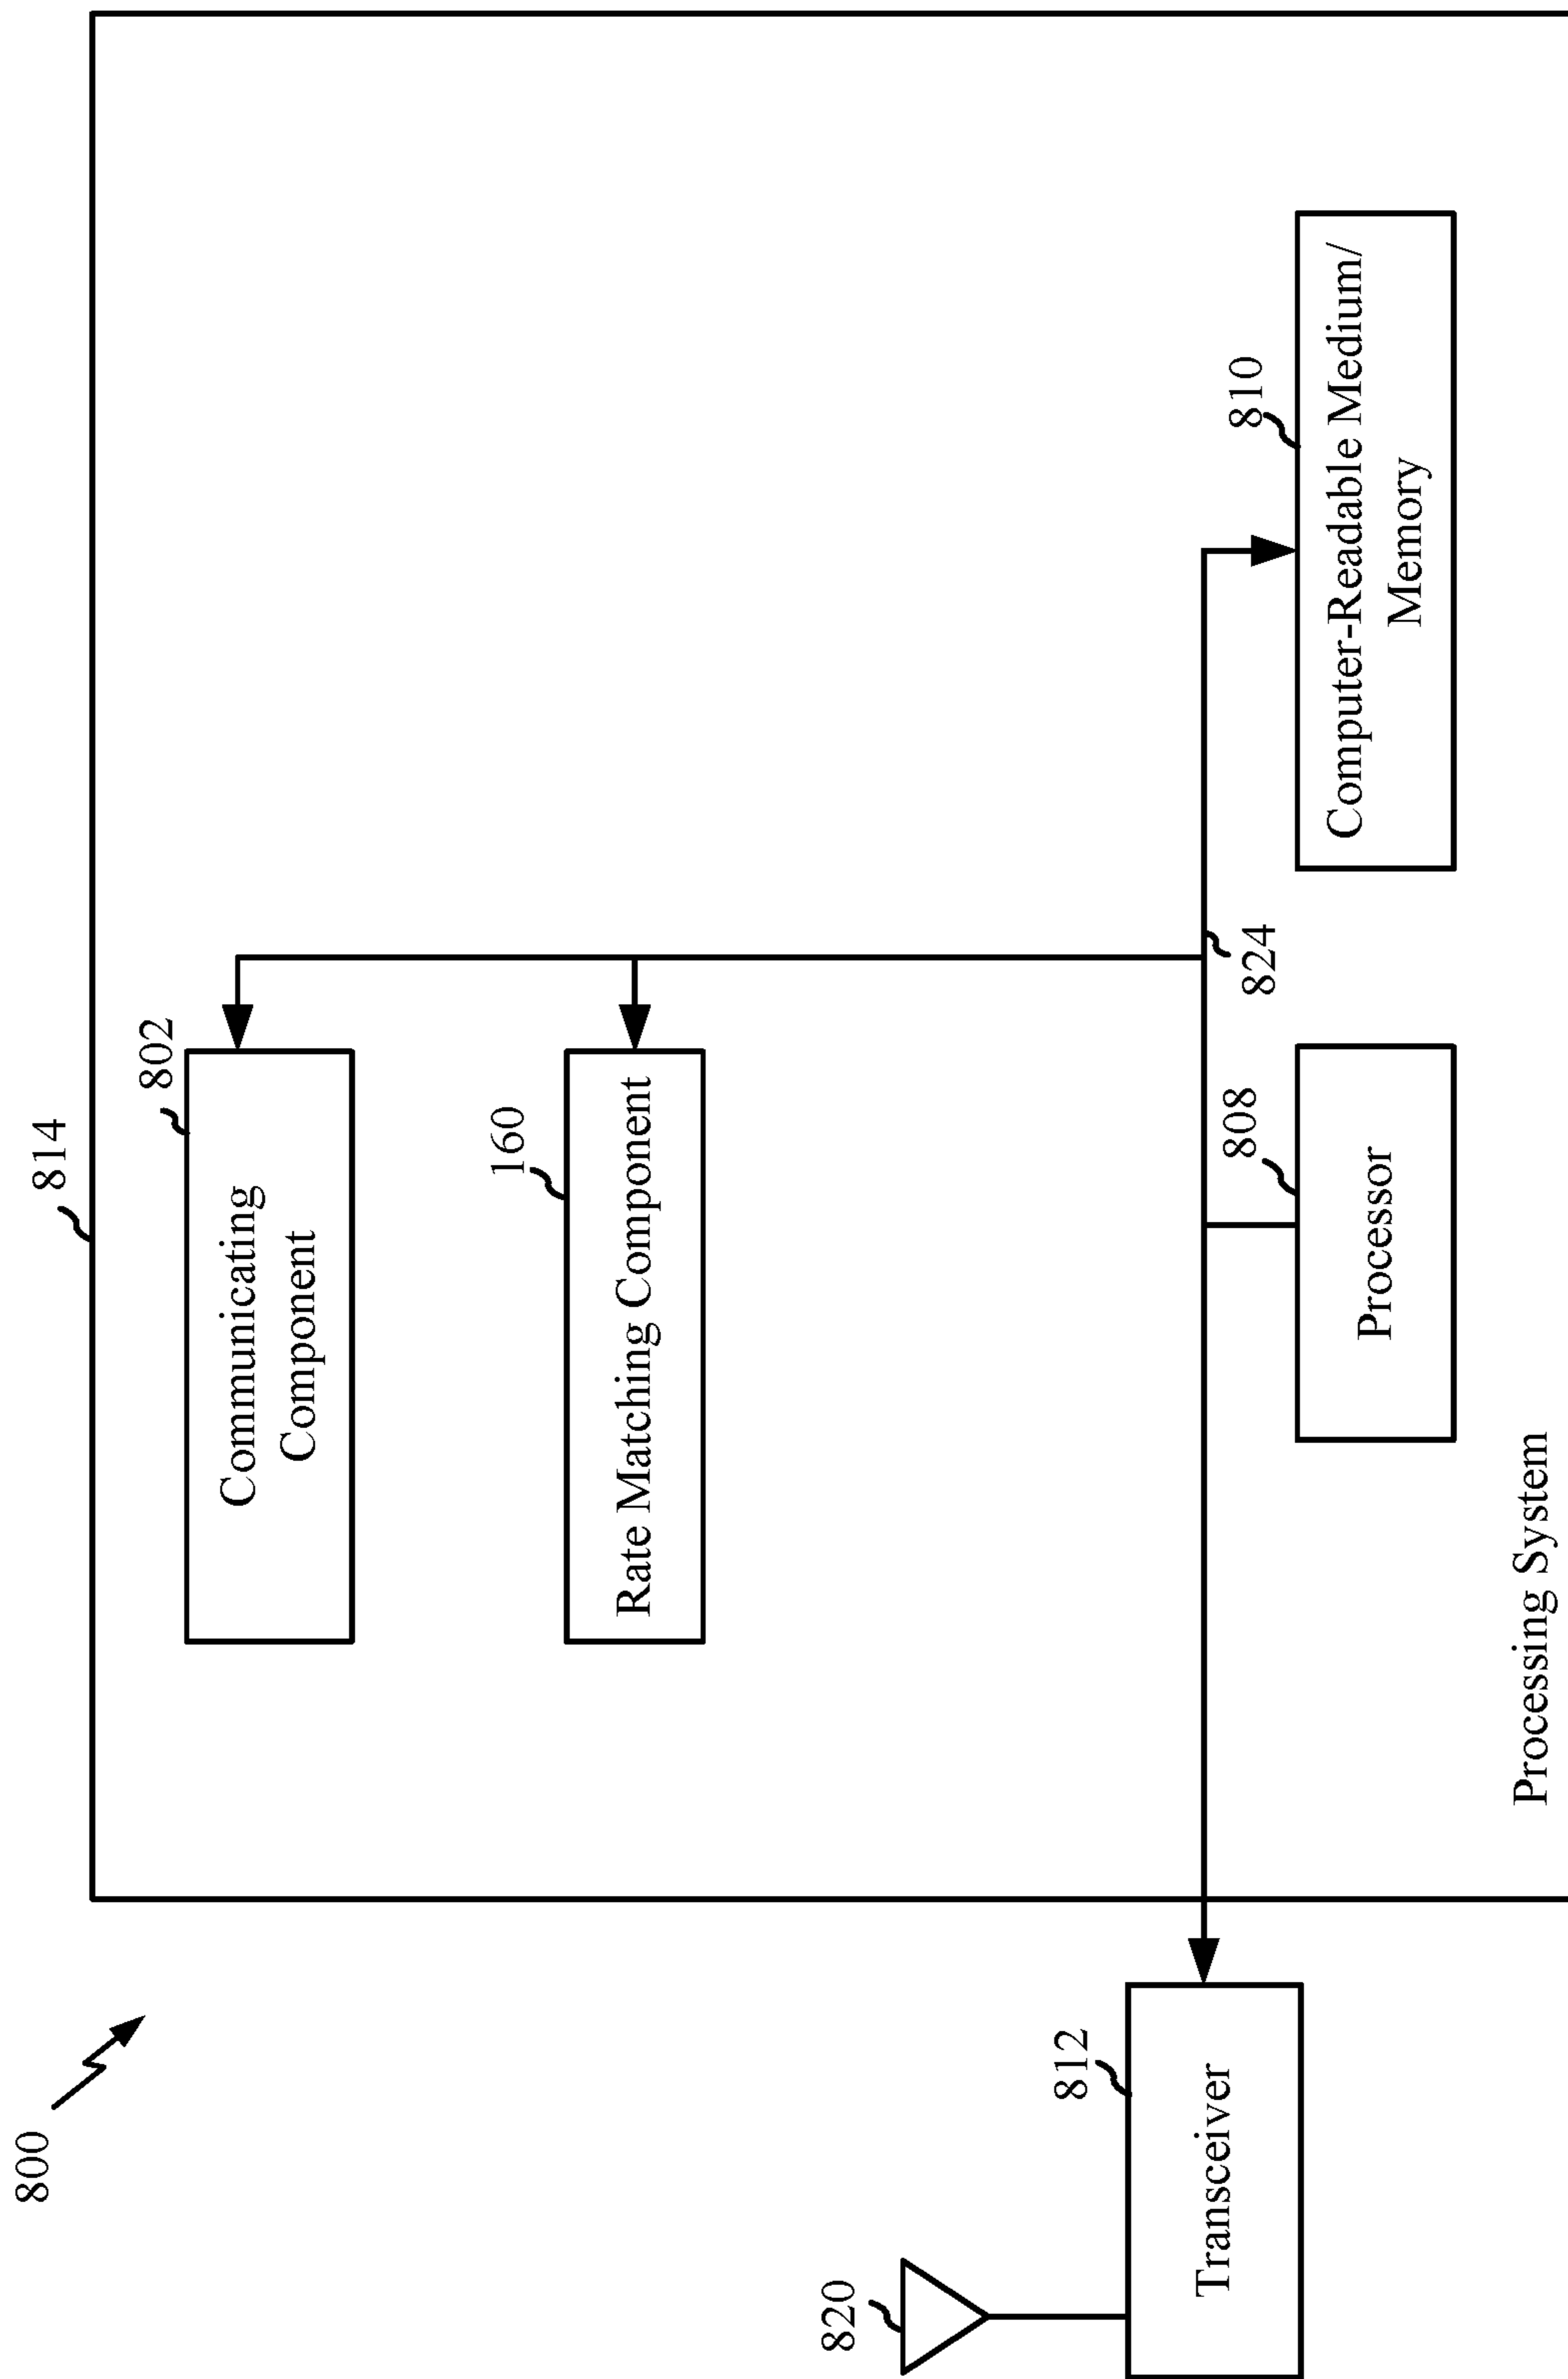 800
814
802
Communicating
Component
160
Rate Matching Component
820
812
Transceiver
824
808
Processor
810
Computer-Readable Medium/
Memory
Processing System